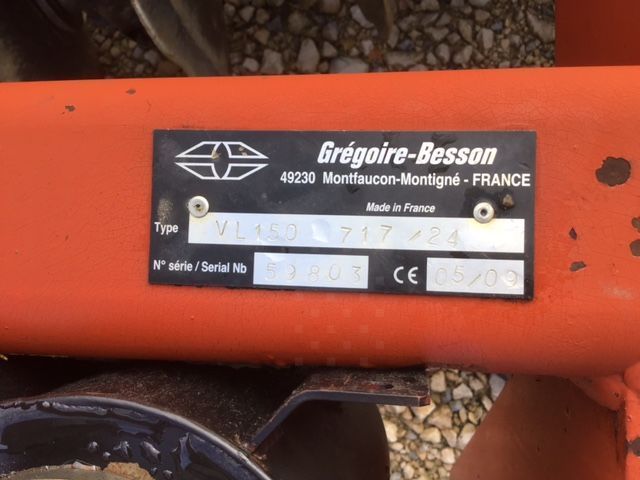 Grégoire-Besson
49230 Montfaucon-Montigné - FRANCE
Made in France
Type VL150 717/24
N° série / Serial Nb 59803 CE 05/09